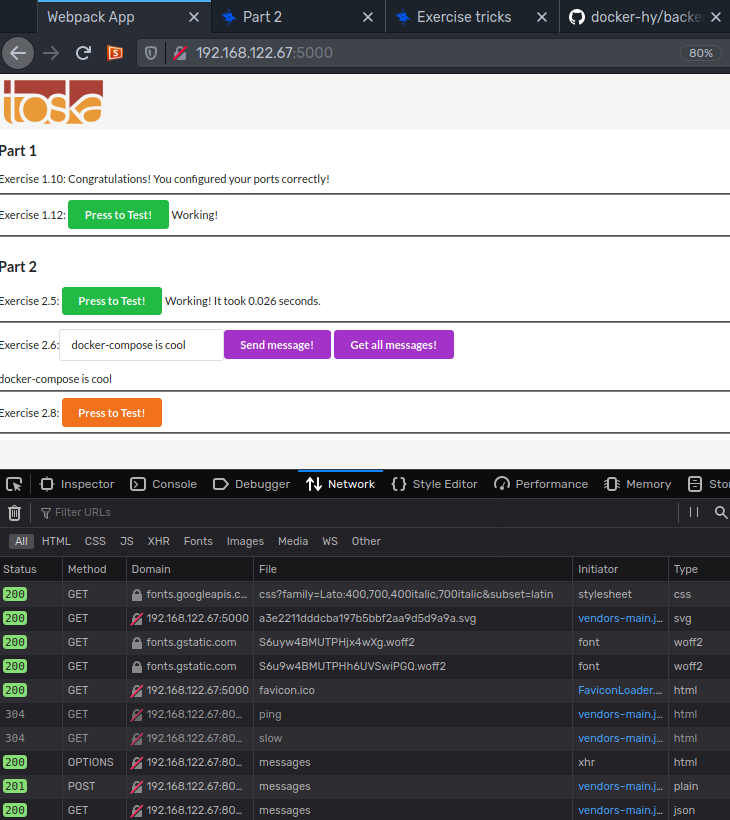 Webpack App
Part 2
Exercise tricks
docker-hy/backe
192.168.122.67:5000
80%
toska
Part 1
Exercise 1.10: Congratulations! You configured your ports correctly!
Exercise 1.12: Press to Test! Working!
Part 2
Exercise 2.5: Press to Test! Working! It took 0.026 seconds.
Exercise 2.6: docker-compose is cool Send message! Get all messages!
docker-compose is cool
Exercise 2.8: Press to Test!
Inspector Console Debugger Network Style Editor Performance Memory Sto
Filter URLs
All HTML CSS JS XHR Fonts Images Media WS Other
Status Method Domain File Initiator Type
200 GET fonts.googleapis.c... css?family=Lato:400,700,400italic,700italic&subset=latin stylesheet css
200 GET 192.168.122.67:5000 a3e2211dddcba197b5bbf2aa9d5d9a9a.svg vendors-main.j... svg
200 GET fonts.gstatic.com S6uyw4BMUTPHjx4wXg.woff2 font woff2
200 GET fonts.gstatic.com S6u9w4BMUTPHh6UVSwiPGQ.woff2 font woff2
200 GET 192.168.122.67:5000 favicon.ico FaviconLoader.... html
304 GET 192.168.122.67:80... ping vendors-main.j... html
304 GET 192.168.122.67:80... slow vendors-main.j... html
200 OPTIONS 192.168.122.67:80... messages xhr html
201 POST 192.168.122.67:80... messages vendors-main.j... plain
200 GET 192.168.122.67:80... messages vendors-main.j... json